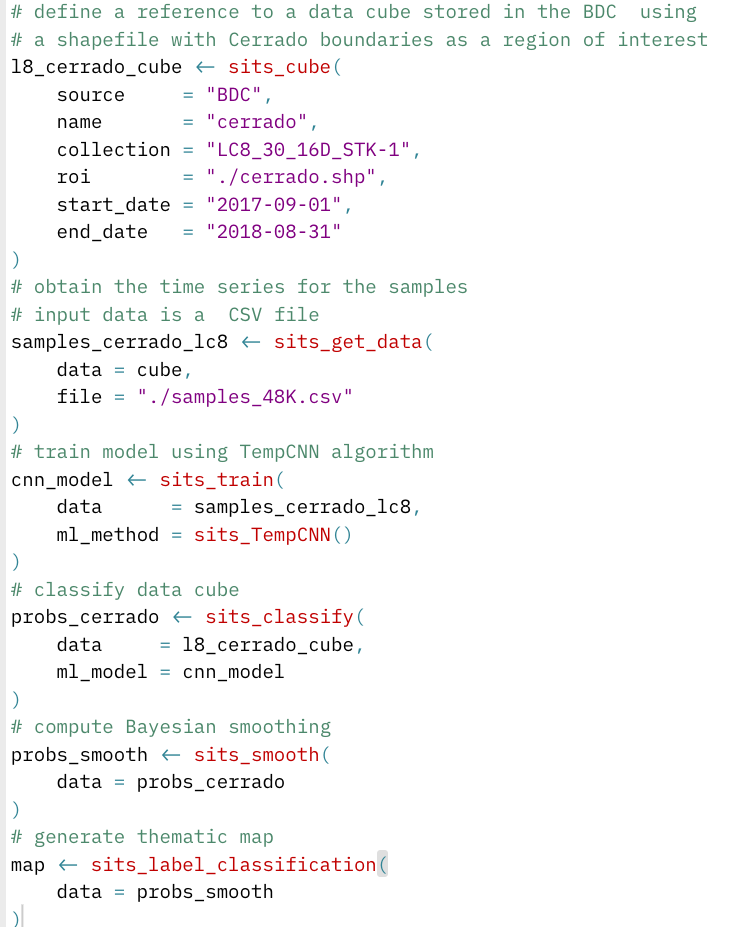 # define a reference to a data cube stored in the BDC  using
# a shapefile with Cerrado boundaries as a region of interest
l8_cerrado_cube <- sits_cube(
    source     = "BDC",
    name       = "cerrado",
    collection = "LC8_30_16D_STK-1",
    roi        = "./cerrado.shp",
    start_date = "2017-09-01",
    end_date   = "2018-08-31"
)
# obtain the time series for the samples
# input data is a  CSV file
samples_cerrado_lc8 <- sits_get_data(
    data = cube,
    file = "./samples_48K.csv"
)
# train model using TempCNN algorithm
cnn_model <- sits_train(
    data      = samples_cerrado_lc8,
    ml_method = sits_TempCNN()
)
# classify data cube
probs_cerrado <- sits_classify(
    data     = l8_cerrado_cube,
    ml_model = cnn_model
)
# compute Bayesian smoothing
probs_smooth <- sits_smooth(
    data = probs_cerrado
)
# generate thematic map
map <- sits_label_classification(
    data = probs_smooth
)